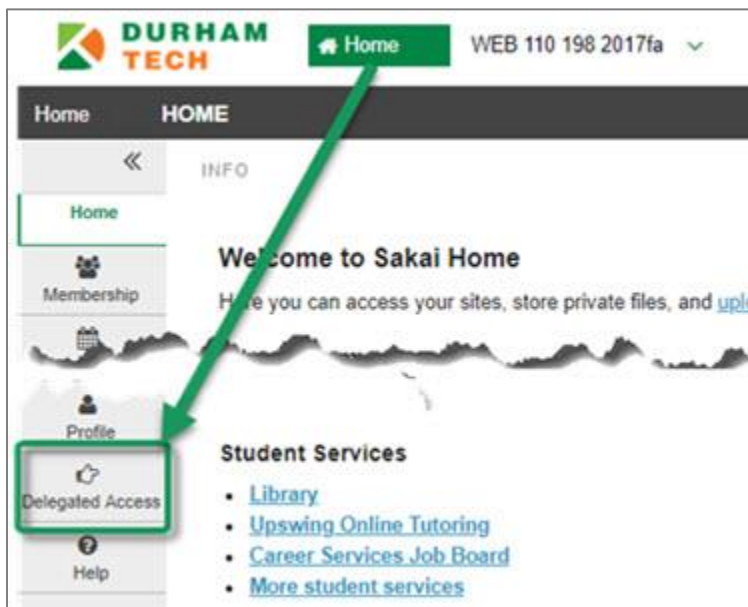 DURHAM
TECH
Home
WEB 110 198 2017fa
Home
HOME
INFO
Home
Membership
Welcome to Sakai Home
Here you can access your sites, store private files, and
Profile
Delegated Access
Help
Student Services
Library
Upswing Online Tutoring
Career Services Job Board
More student services